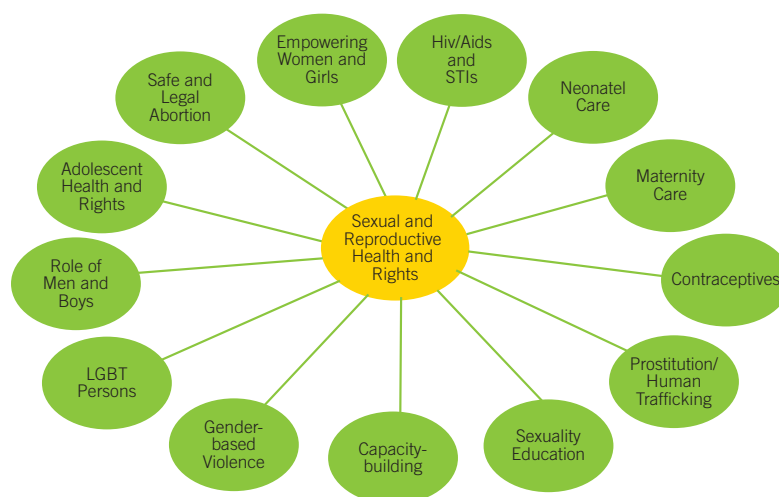 Empowering
Women and
Girls
Hiv/Aids
and
STIs
Safe and
Legal
Abortion
Neonatel
Care
Adolescent
Health and
Rights
Maternity
Care
Sexual and
Reproductive
Health and
Rights
Role of
Men and
Boys
Contraceptives
LGBT
Persons
Prostitution/
Human
Trafficking
Gender-
based
Violence
Capacity-
building
Sexuality
Education